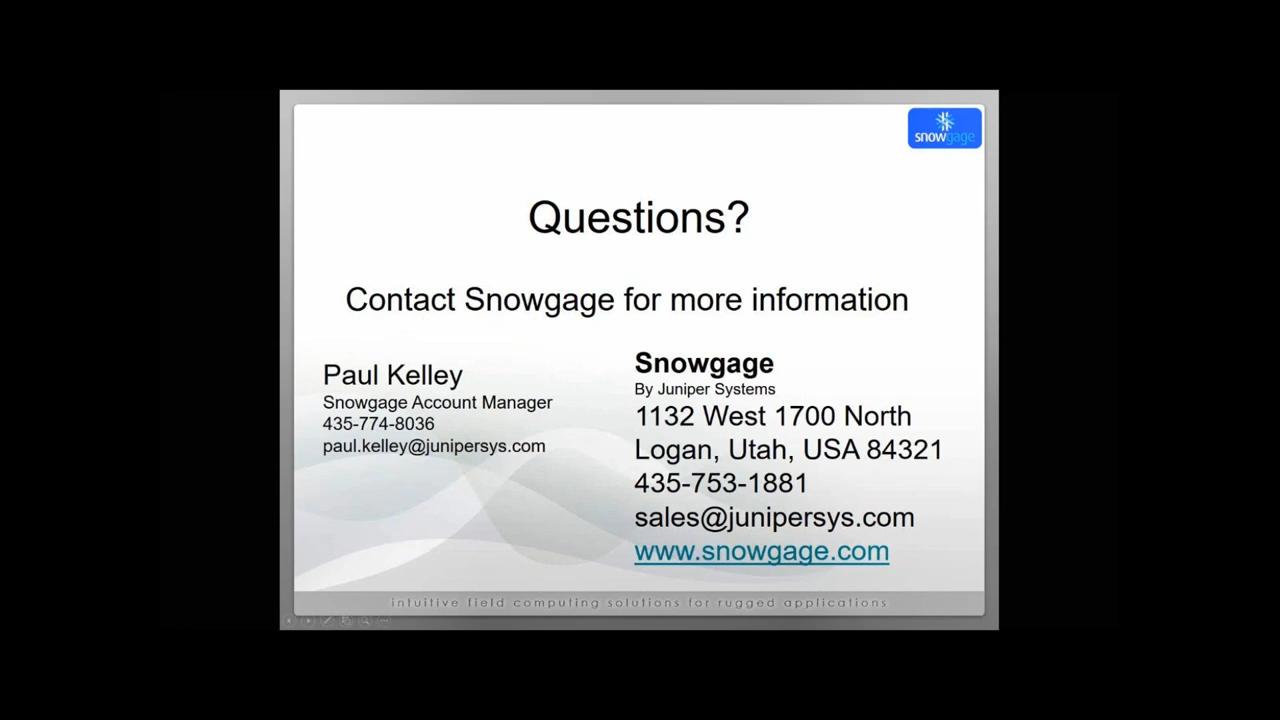 snowgage
Questions?
Contact Snowgage for more information
Paul Kelley
Snowgage Account Manager
435-774-8036
paul.kelley@junipersys.com
Snowgage
By Juniper Systems
1132 West 1700 North
Logan, Utah, USA 84321
435-753-1881
sales@junipersys.com
www.snowgage.com
intuitive field computing solutions for rugged applications